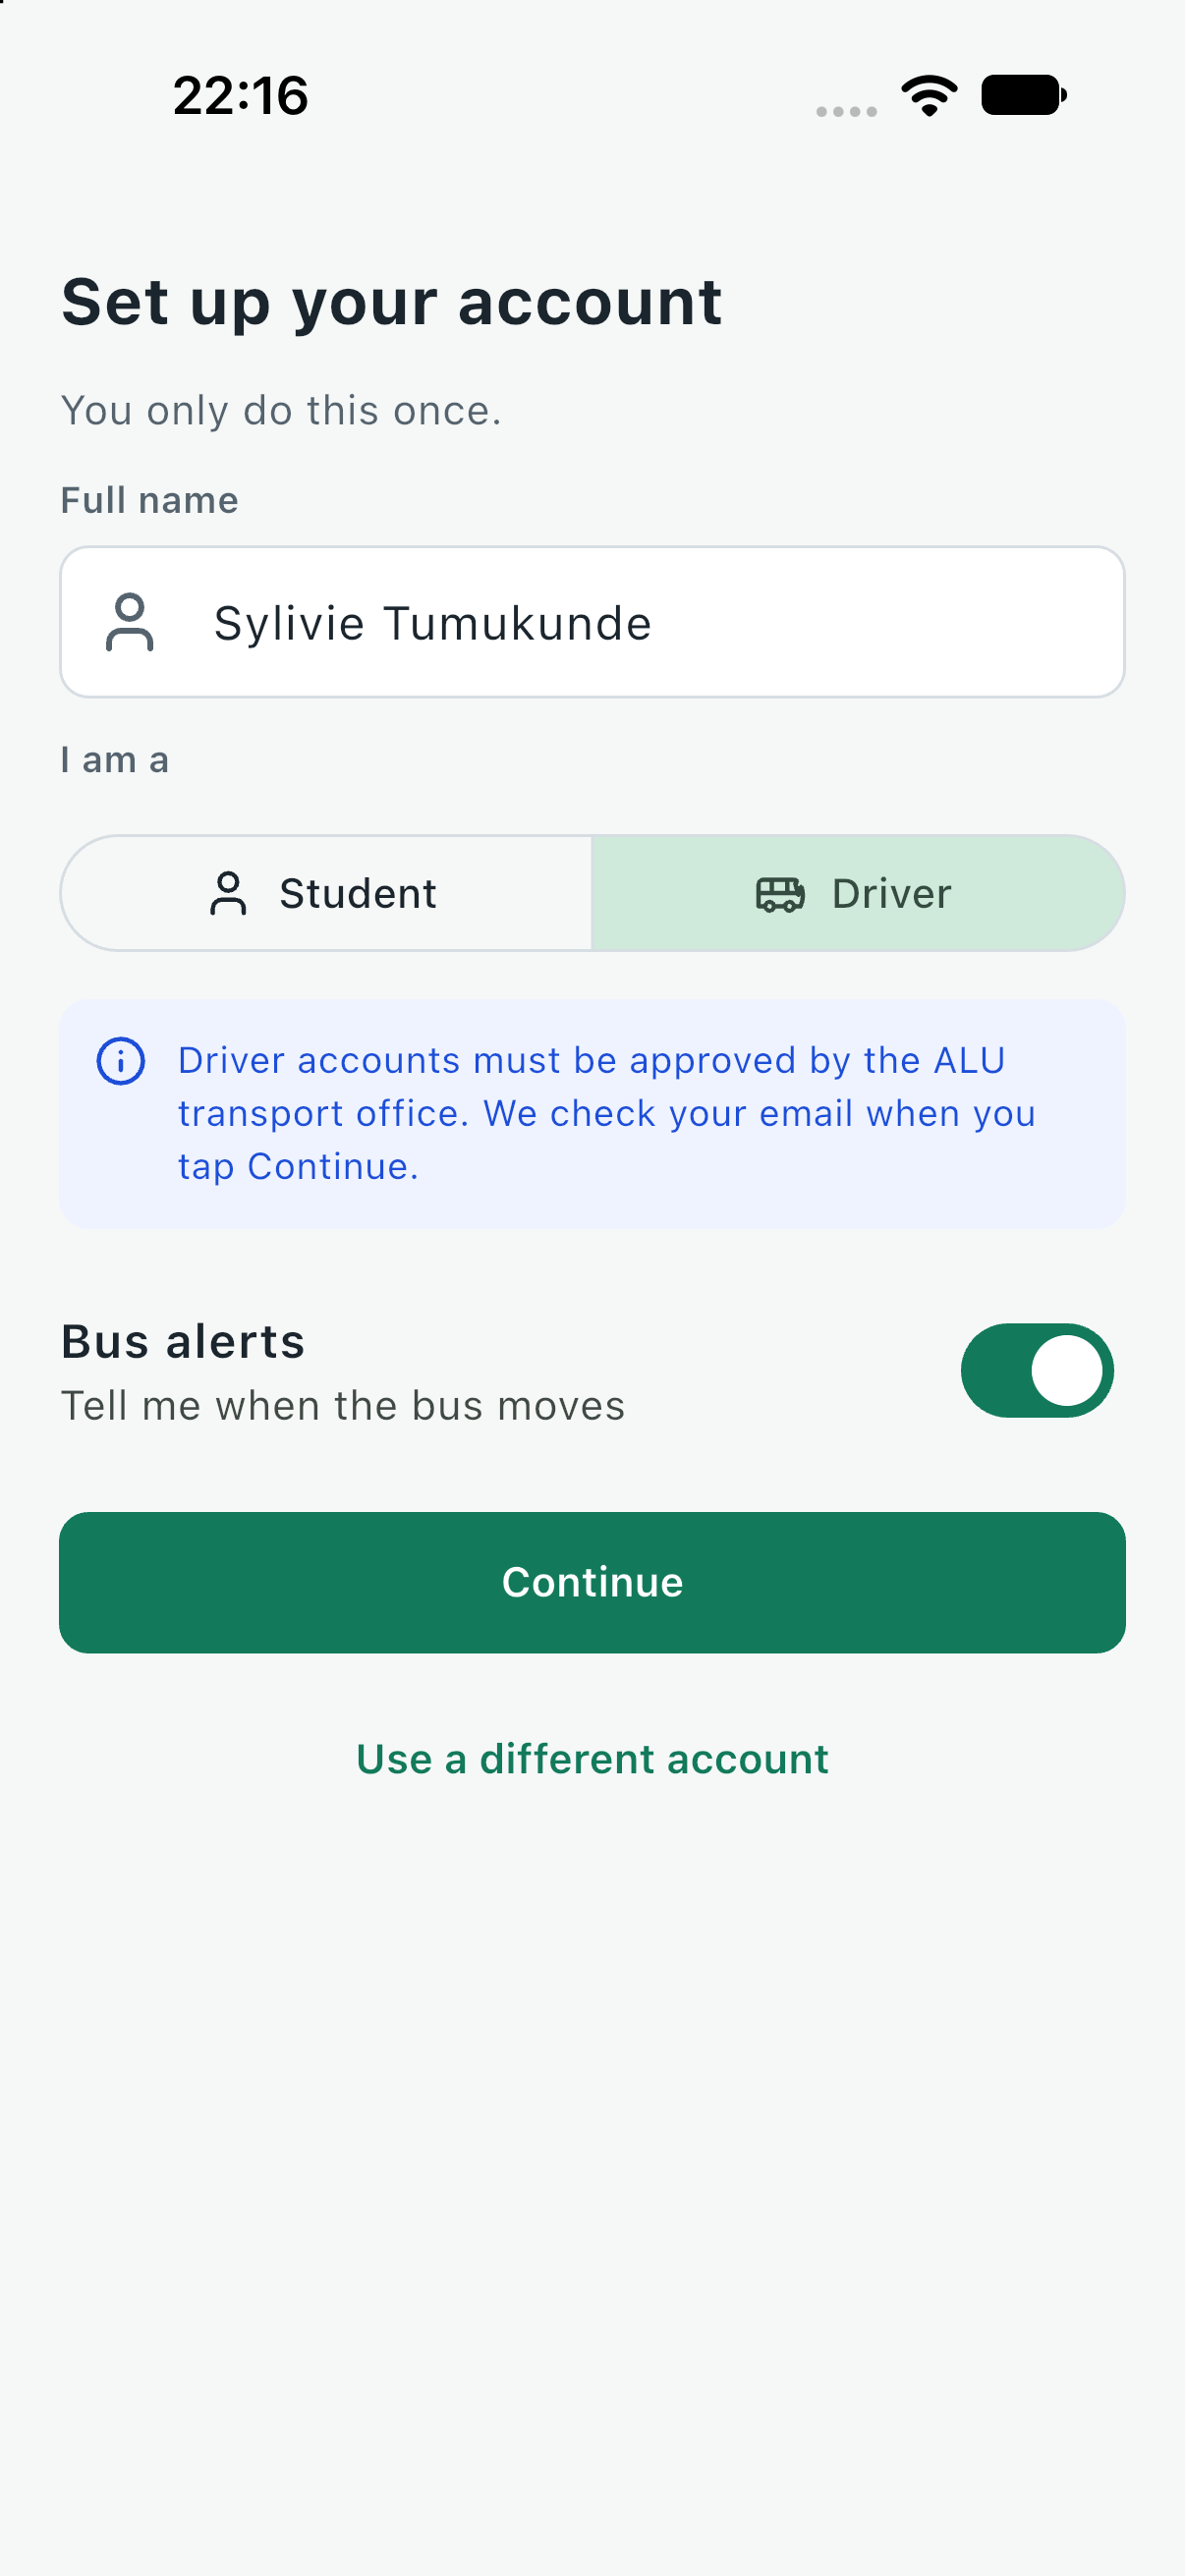 22:16
Set up your account
You only do this once.
Full name
Sylivie Tumukunde
I am a
Student
Driver
Driver accounts must be approved by the ALU
transport office. We check your email when you
tap Continue.
Bus alerts
Tell me when the bus moves
Continue
Use a different account